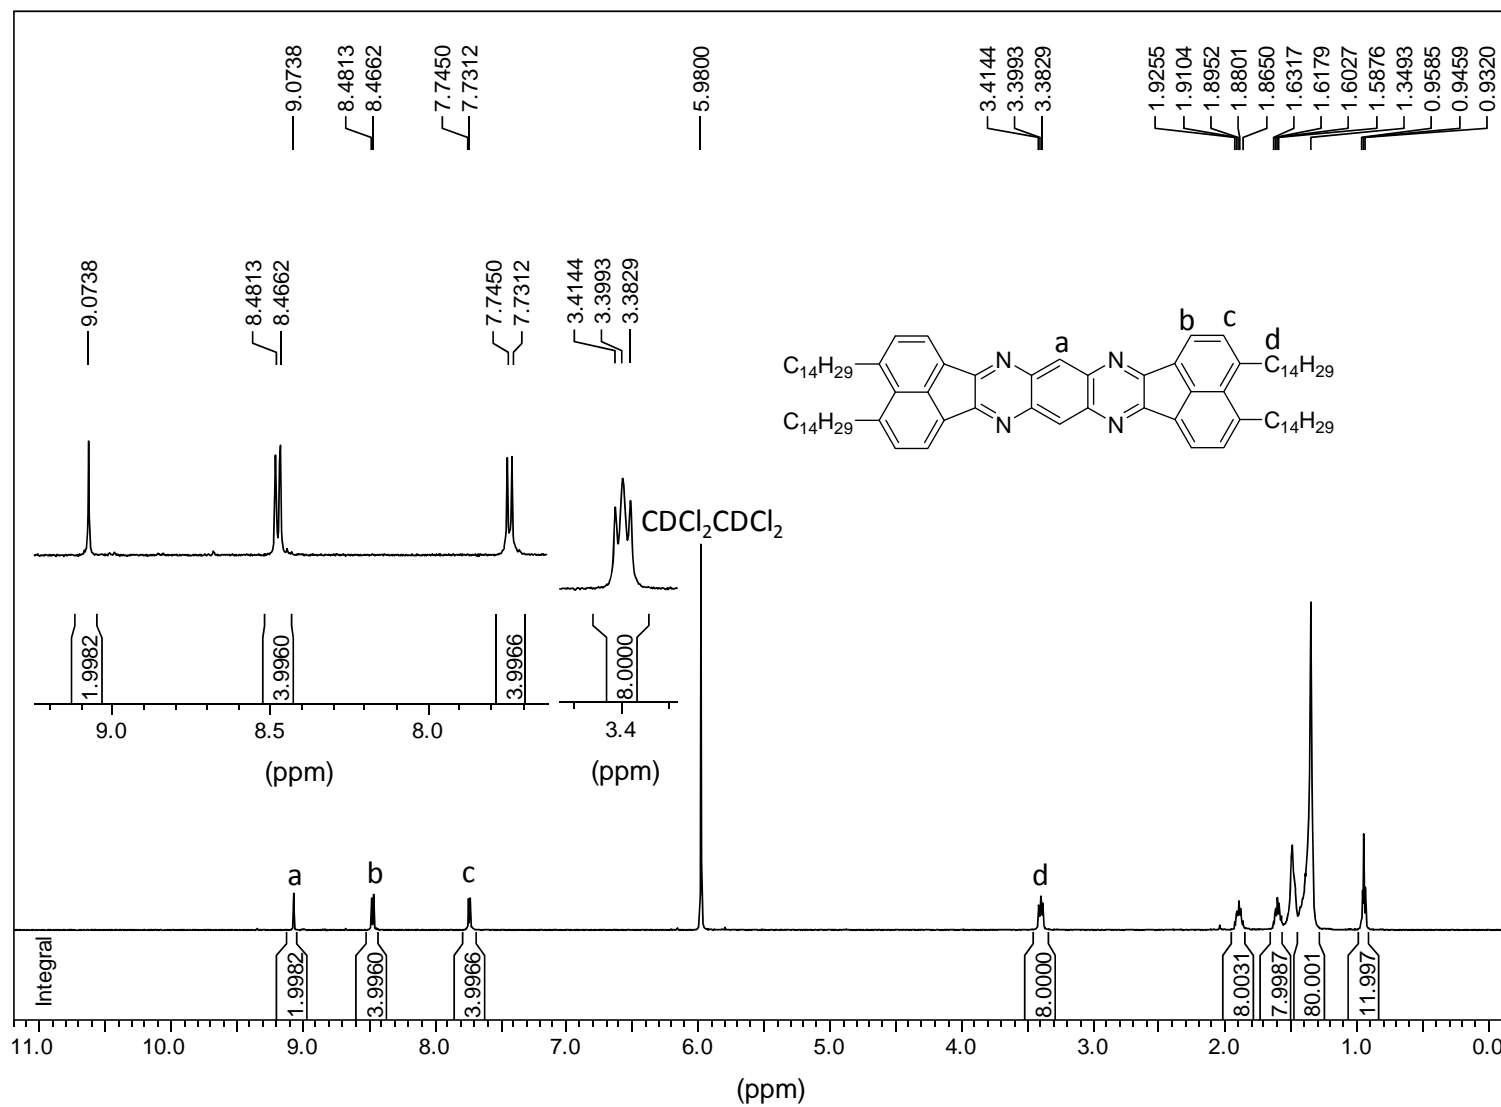 9.0738
8.4813
8.4662
7.7450
7.7312
5.9800
3.4144
3.3993
3.3829
1.9255
1.9104
1.8952
1.8801
1.8650
1.6317
1.6179
1.6027
1.5876
1.3493
0.9585
0.9459
0.9320
9.0738
8.4813
8.4662
7.7450
7.7312
3.4144
3.3993
3.3829
a
b
c
d
N
N
N
N
C₁₄H₂₉
C₁₄H₂₉
C₁₄H₂₉
C₁₄H₂₉
CDCl₂CDCl₂
1.9982
3.9960
3.9966
8.0000
9.0
8.5
8.0
3.4
(ppm)
(ppm)
a
b
c
d
Integral
1.9982
3.9960
3.9966
8.0000
8.0031
7.9987
80.001
11.997
11.0
10.0
9.0
8.0
7.0
6.0
5.0
4.0
3.0
2.0
1.0
0.0
(ppm)